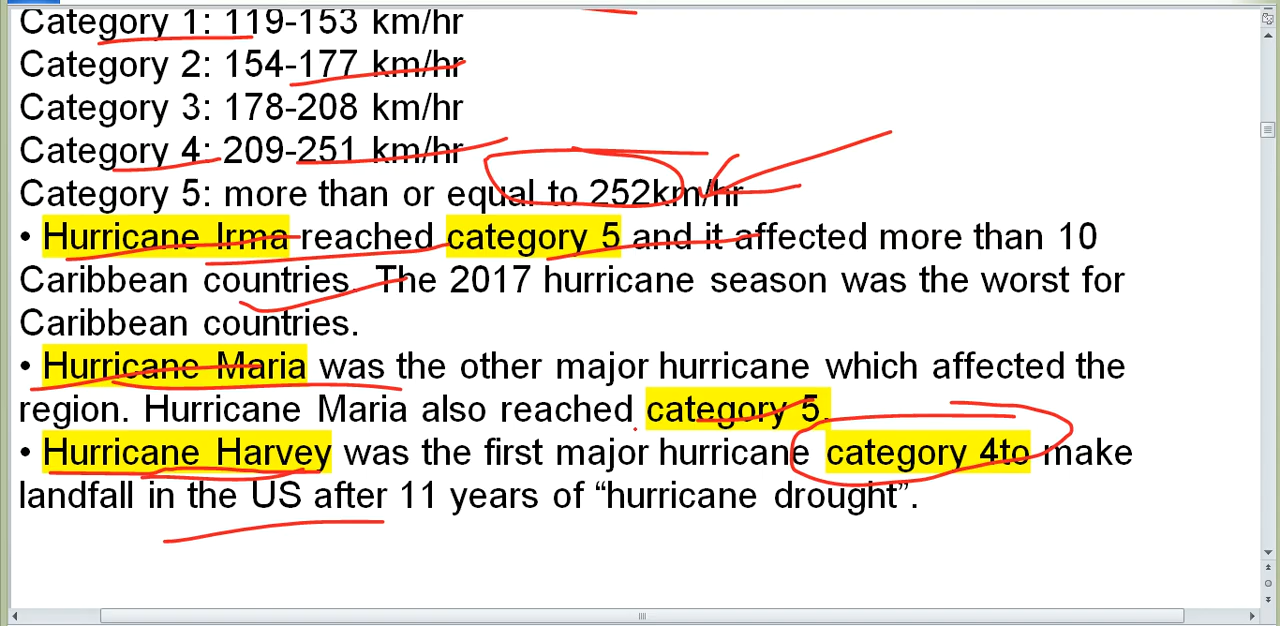 Category 1: 119-153 km/hr
Category 2: 154-177 km/hr
Category 3: 178-208 km/hr
Category 4: 209-251 km/hr
Category 5: more than or equal to 252km/hr
• Hurricane Irma reached category 5 and it affected more than 10
Caribbean countries. The 2017 hurricane season was the worst for
Caribbean countries.
• Hurricane Maria was the other major hurricane which affected the
region. Hurricane Maria also reached category 5.
• Hurricane Harvey was the first major hurricane category 4to make
landfall in the US after 11 years of “hurricane drought”.